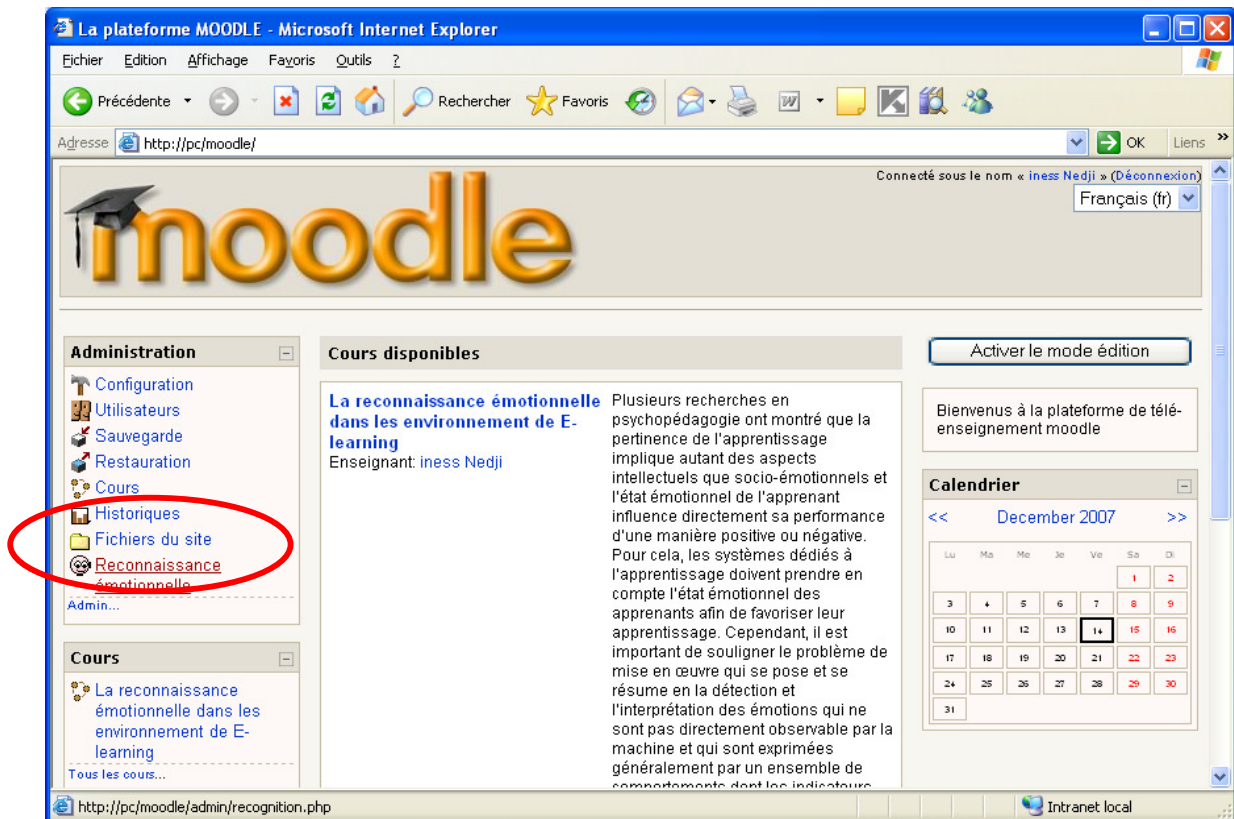 La plateforme MOODLE - Microsoft Internet Explorer
Fichier Edition Affichage Favoris Outils ?
Précédente Rechercher Favoris
Adresse http://pc/moodle/ OK Liens »
Connecté sous le nom « iness Nedji » (Déconnexion)
Français (fr)
moodle
Administration
Configuration
Utilisateurs
Sauvegarde
Restauration
Cours
Historiques
Fichiers du site
Reconnaissance
émotionnelle
Admin...
Cours
La reconnaissance
émotionnelle dans les
environnement de E-
learning
Tous les cours...
Cours disponibles
La reconnaissance émotionnelle
dans les environnement de E-
learning
Enseignant: iness Nedji
Plusieurs recherches en
psychopédagogie ont montré que la
pertinence de l'apprentissage
implique autant des aspects
intellectuels que socio-émotionnels et
l'état émotionnel de l'apprenant
influence directement sa performance
d'une manière positive ou négative.
Pour cela, les systèmes dédiés à
l'apprentissage doivent prendre en
compte l'état émotionnel des
apprenants afin de favoriser leur
apprentissage. Cependant, il est
important de souligner le problème de
mise en œuvre qui se pose et se
résume en la détection et
l'interprétation des émotions qui ne
sont pas directement observable par la
machine et qui sont exprimées
généralement par un ensemble de
comportements dont les indicateurs
Activer le mode édition
Bienvenus à la plateforme de télé-
enseignement moodle
Calendrier
<< December 2007 >>
Lu Ma Me Je Ve Sa Di
1 2
3 4 5 6 7 8 9
10 11 12 13 14 15 16
17 18 19 20 21 22 23
24 25 26 27 28 29 30
31
http://pc/moodle/admin/recognition.php
Intranet local